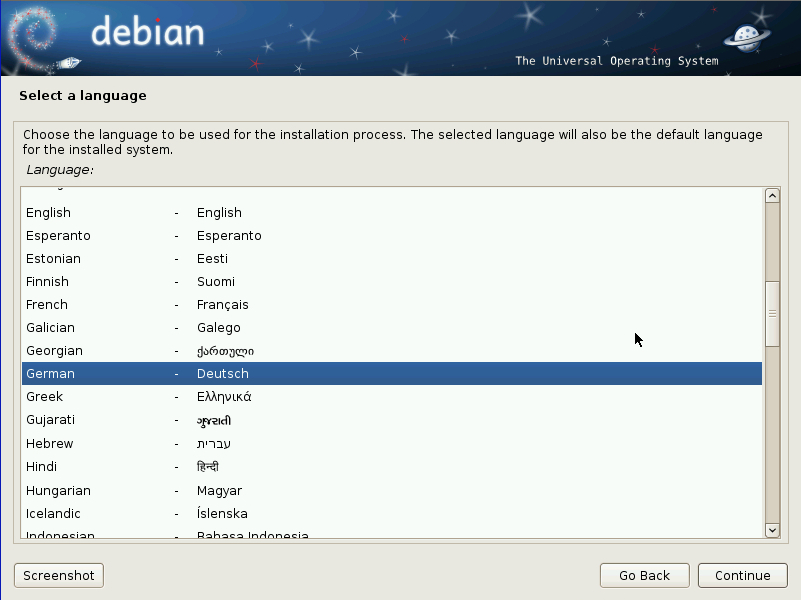 debian
The Universal Operating System
Select a language
Choose the language to be used for the installation process. The selected language will also be the default language
for the installed system.
Language:
English - English
Esperanto - Esperanto
Estonian - Eesti
Finnish - Suomi
French - Français
Galician - Galego
Georgian - ქართული
German - Deutsch
Greek - Ελληνικά
Gujarati - ગુજરાતી
Hebrew - עברית
Hindi - हिन्दी
Hungarian - Magyar
Icelandic - Íslenska
Indonesian - Bahasa Indonesia
Screenshot Go Back Continue